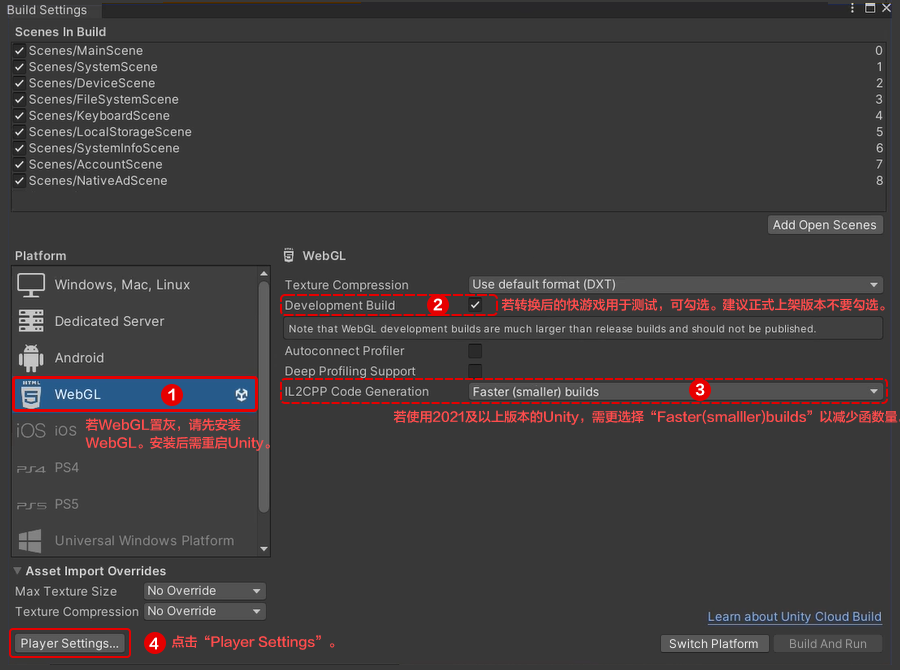 Build Settings
Scenes In Build
Scenes/MainScene 0
Scenes/SystemScene 1
Scenes/DeviceScene 2
Scenes/FileSystemScene 3
Scenes/KeyboardScene 4
Scenes/LocalStorageScene 5
Scenes/SystemInfoScene 6
Scenes/AccountScene 7
Scenes/NativeAdScene 8
Add Open Scenes
Platform
Windows, Mac, Linux
Dedicated Server
Android
HTML
WebGL 1
若WebGL置灰，请先安装
WebGL。安装后需重启Unity。
iOS iOS
PS4 PS4
PS5 PS5
Universal Windows Platform
WebGL
Texture Compression Use default format (DXT)
Development Build 2 若转换后的快游戏用于测试，可勾选。建议正式上架版本不要勾选。
Note that WebGL development builds are much larger than release builds and should not be published.
Autoconnect Profiler
Deep Profiling Support
IL2CPP Code Generation Faster (smaller) builds 3
若使用2021及以上版本的Unity，需更选择“Faster(smalller)builds”以减少函数量
Asset Import Overrides
Max Texture Size No Override
Texture Compression No Override
Player Settings... 4 点击“Player Settings”。
Learn about Unity Cloud Build
Switch Platform Build And Run